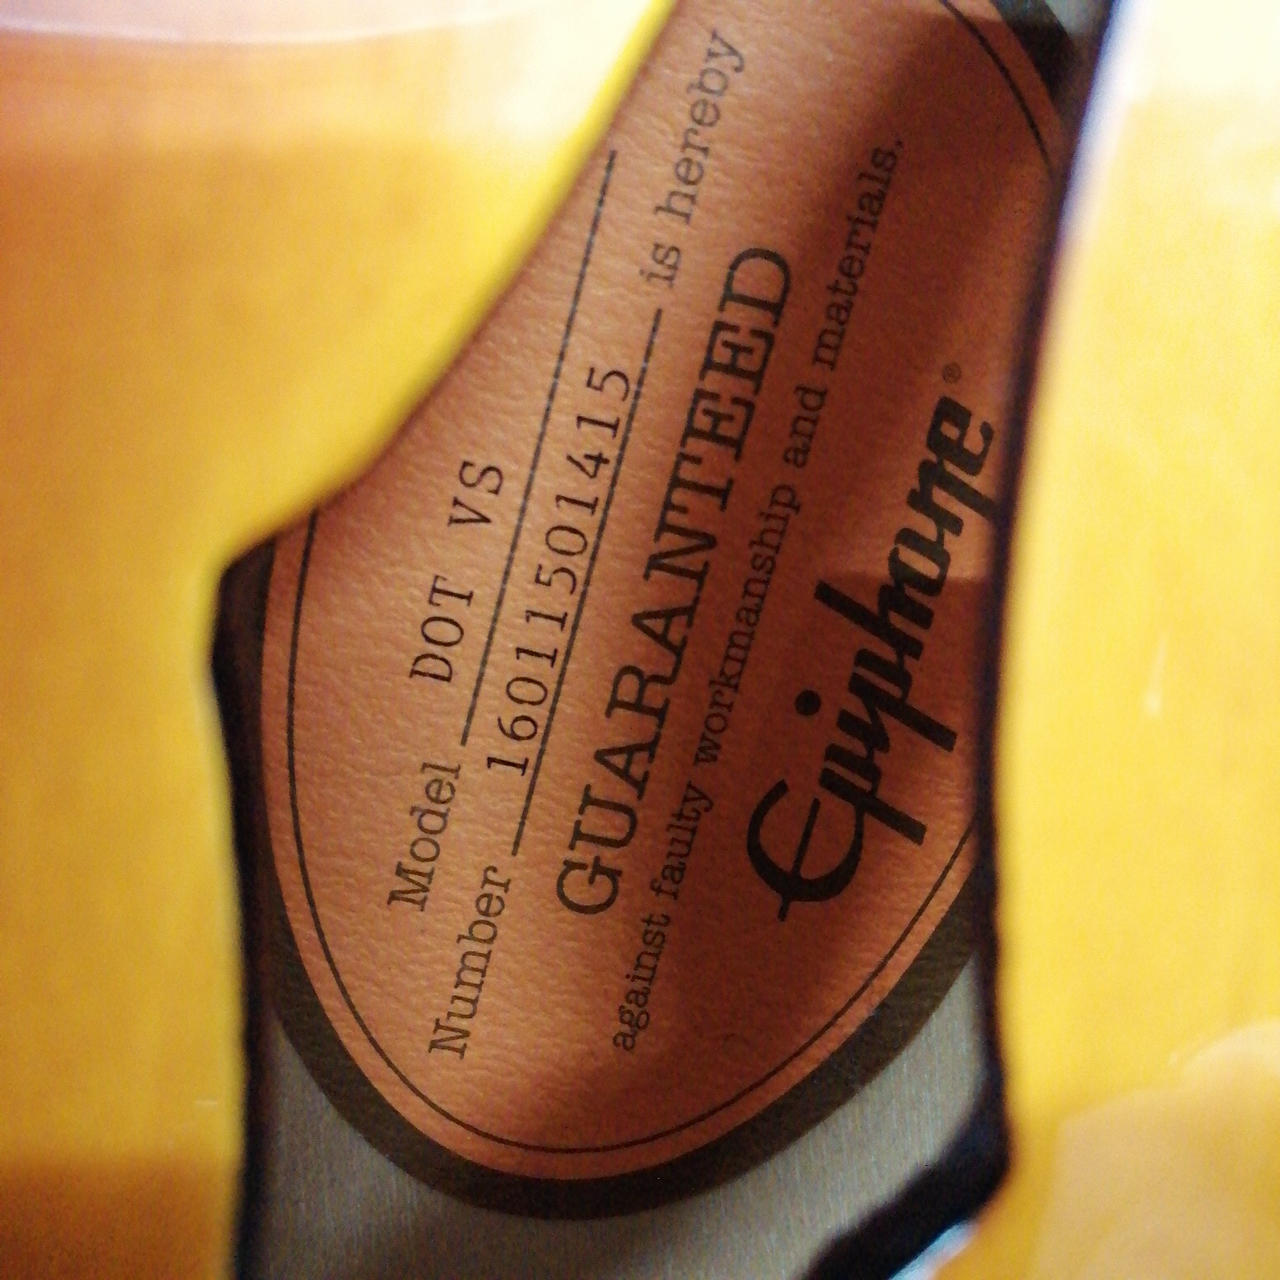 Model DOT VS
Number 16011501415 is hereby
GUARANTEED
against faulty workmanship and materials.
Epiphone®